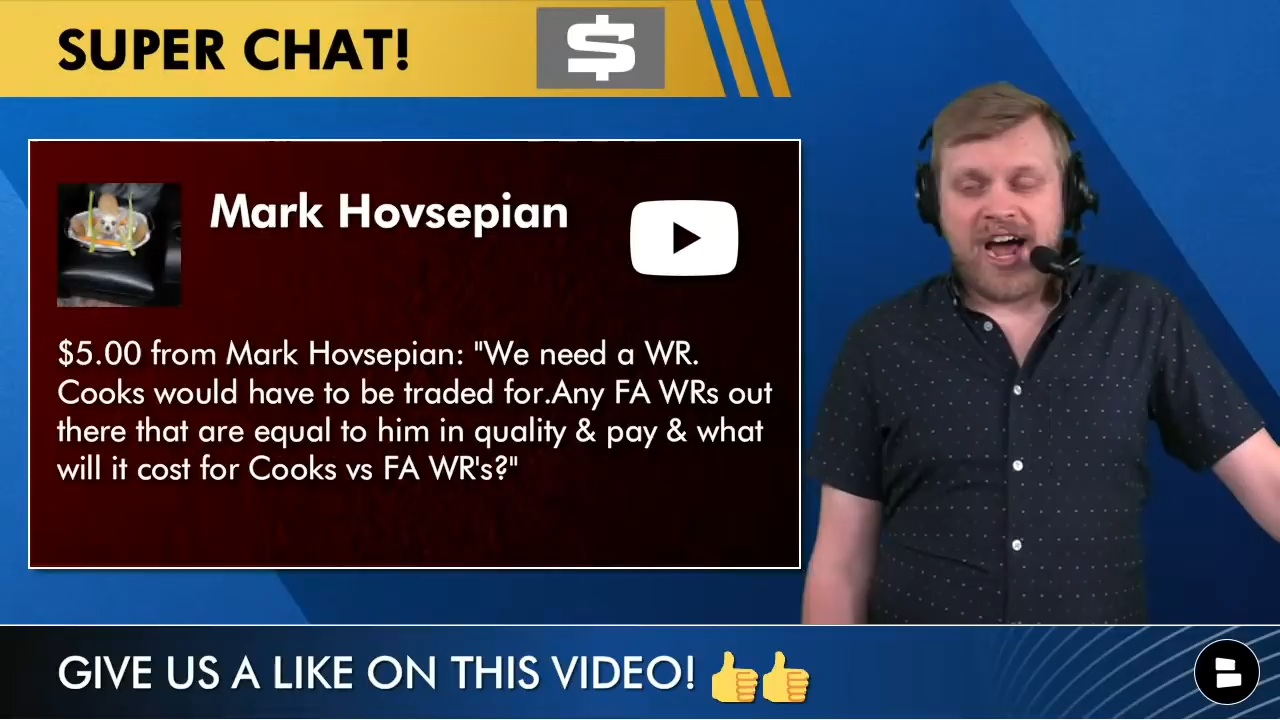 SUPER CHAT!
Mark Hovsepian
$5.00 from Mark Hovsepian: "We need a WR.
Cooks would have to be traded for.Any FA WRs out
there that are equal to him in quality & pay & what
will it cost for Cooks vs FA WR's?"
GIVE US A LIKE ON THIS VIDEO! 👍👍